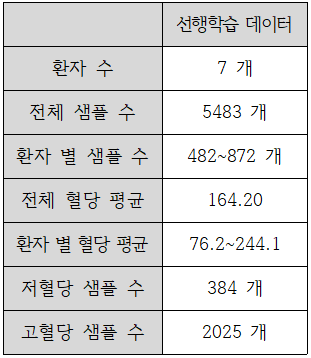 선행학습 데이터
환자 수 7 개
전체 샘플 수 5483 개
환자 별 샘플 수 482~872 개
전체 혈당 평균 164.20
환자 별 혈당 평균 76.2~244.1
저혈당 샘플 수 384 개
고혈당 샘플 수 2025 개